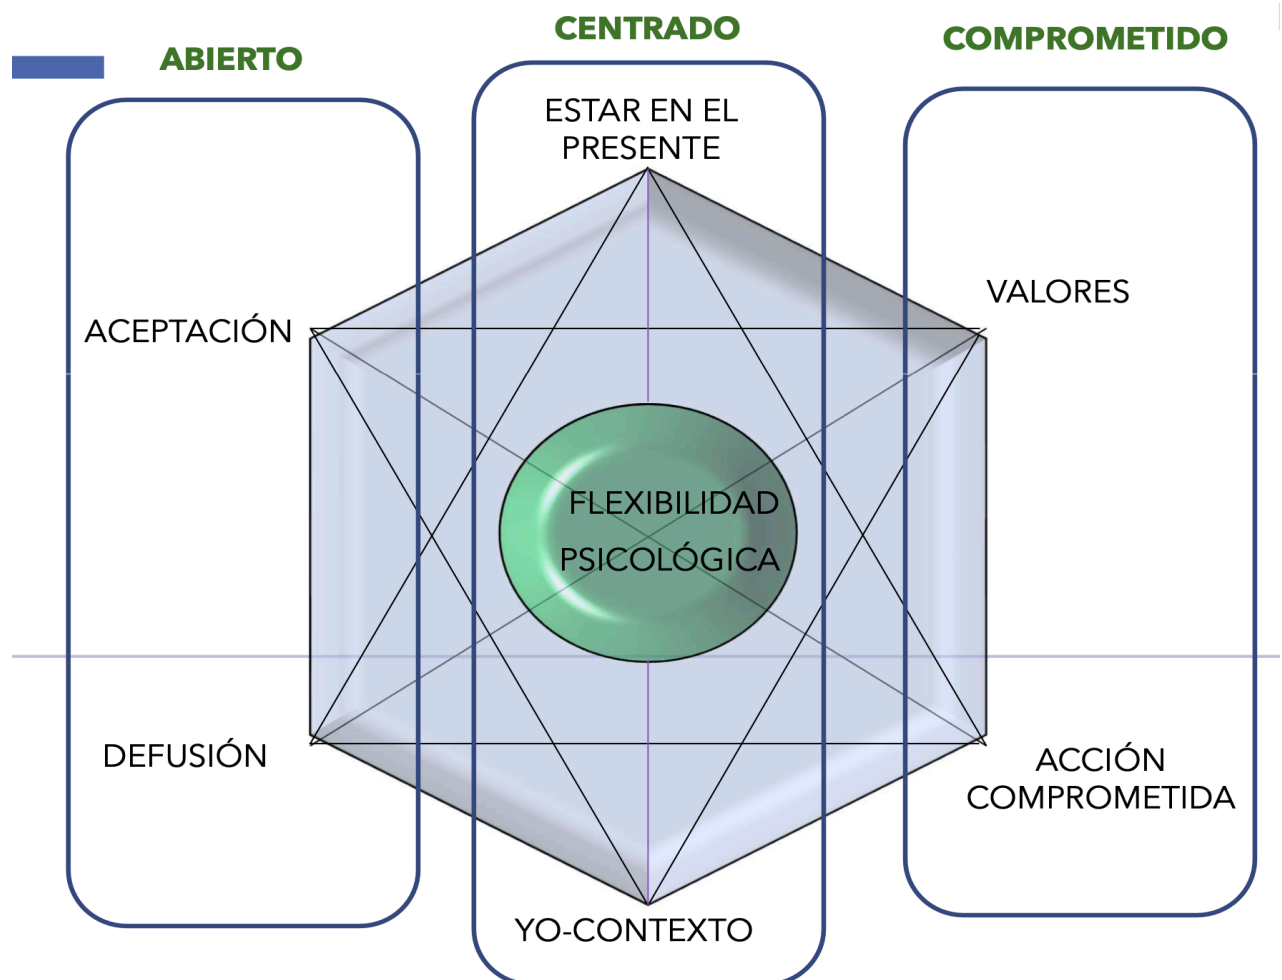 ABIERTO
CENTRADO
COMPROMETIDO
ESTAR EN EL
PRESENTE
ACEPTACIÓN
VALORES
FLEXIBILIDAD
PSICOLÓGICA
DEFUSIÓN
ACCIÓN
COMPROMETIDA
YO-CONTEXTO